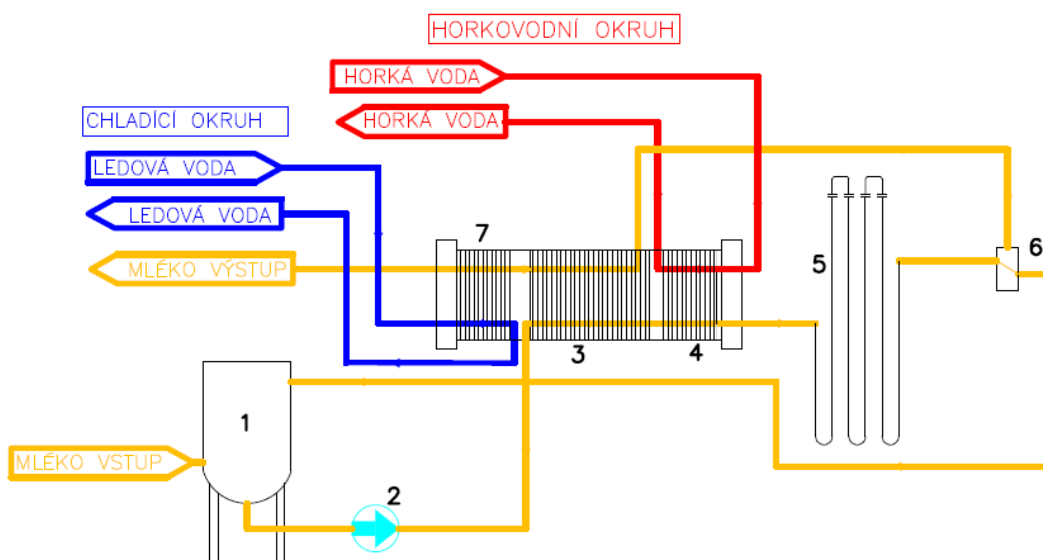 HORKOVODNÍ OKRUH
HORKÁ VODA
HORKÁ VODA
CHLADÍCÍ OKRUH
LEDOVÁ VODA
LEDOVÁ VODA
7
MLÉKO VÝSTUP
5
6
3
4
1
MLÉKO VSTUP
2